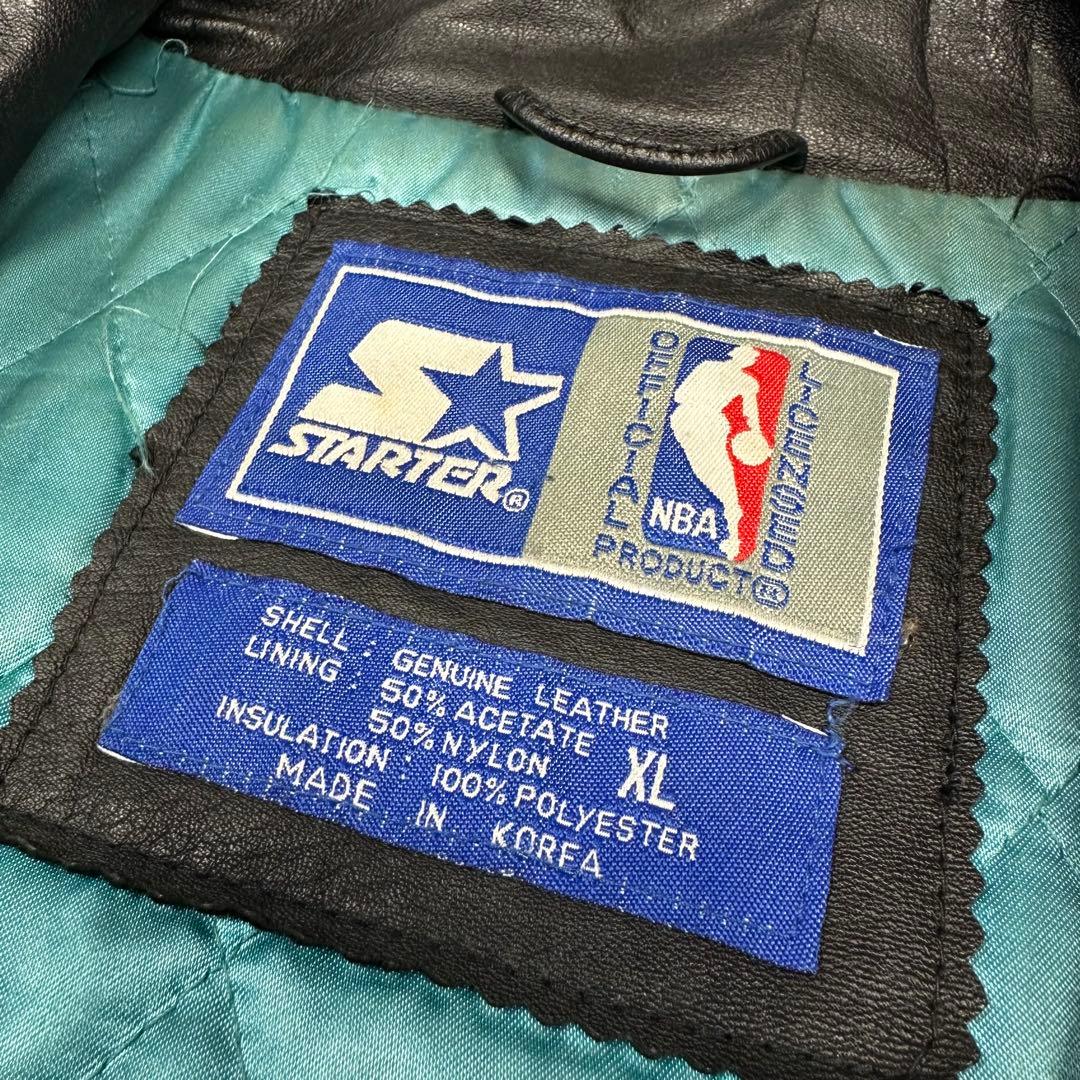 STARTER®
OFFICIAL
LICENSED
NBA
PRODUCT®
SHELL : GENUINE LEATHER
LINING : 50% ACETATE
50% NYLON
XL
INSULATION : 100% POLYESTER
MADE IN KOREA